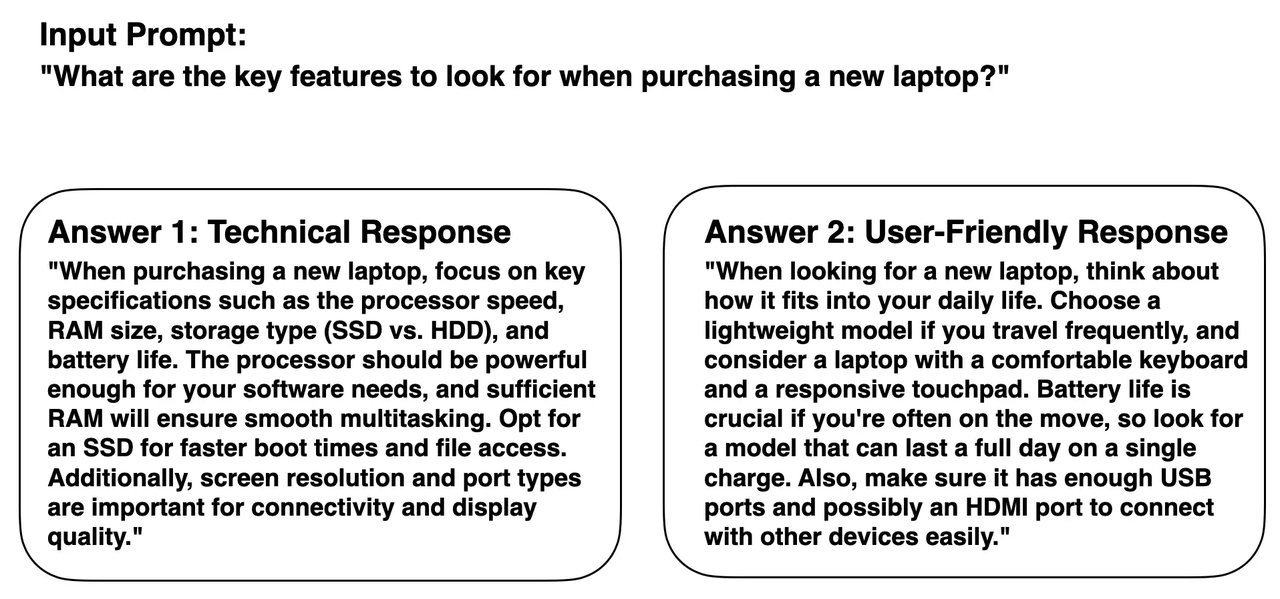 Input Prompt:
"What are the key features to look for when purchasing a new laptop?"
Answer 1: Technical Response
"When purchasing a new laptop, focus on key
specifications such as the processor speed,
RAM size, storage type (SSD vs. HDD), and
battery life. The processor should be powerful
enough for your software needs, and sufficient
RAM will ensure smooth multitasking. Opt for
an SSD for faster boot times and file access.
Additionally, screen resolution and port types
are important for connectivity and display
quality."
Answer 2: User-Friendly Response
"When looking for a new laptop, think about
how it fits into your daily life. Choose a
lightweight model if you travel frequently, and
consider a laptop with a comfortable keyboard
and a responsive touchpad. Battery life is
crucial if you're often on the move, so look for
a model that can last a full day on a single
charge. Also, make sure it has enough USB
ports and possibly an HDMI port to connect
with other devices easily."